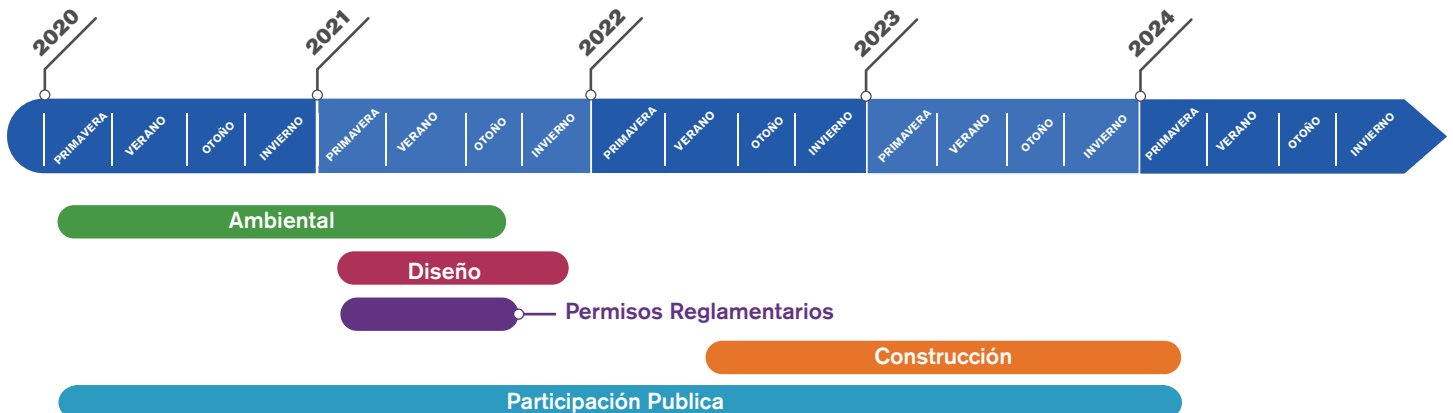 2020
2021
2022
2023
2024
PRIMAVERA
VERANO
OTOÑO
INVIERNO
PRIMAVERA
VERANO
OTOÑO
INVIERNO
PRIMAVERA
VERANO
OTOÑO
INVIERNO
PRIMAVERA
VERANO
OTOÑO
INVIERNO
PRIMAVERA
VERANO
OTOÑO
INVIERNO
Ambiental
Diseño
Permisos Reglamentarios
Construcción
Participación Publica